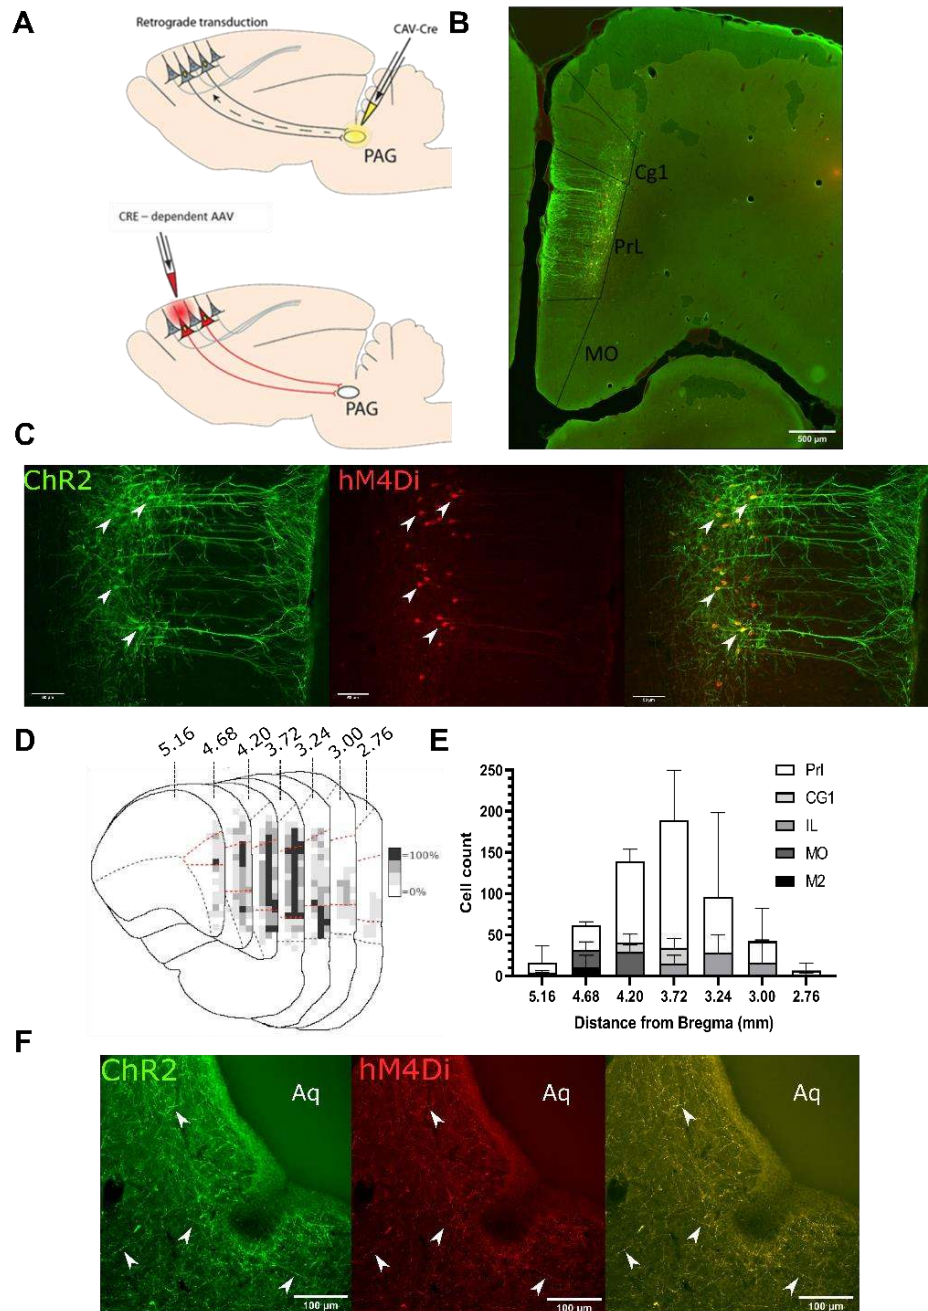 A
Retrograde transduction
CAV-Cre
PAG
CRE – dependent AAV
PAG
B
Cg1
PrL
MO
500 µm
C
ChR2
hM4Di
D
5.16
4.68
4.20
3.72
3.24
3.00
2.76
=100%
=0%
E
250
200
150
100
50
0
Cell count
Prl
CG1
IL
MO
M2
5.16 4.68 4.20 3.72 3.24 3.00 2.76
Distance from Bregma (mm)
F
ChR2
Aq
hM4Di
Aq
100 µm
100 µm
100 µm